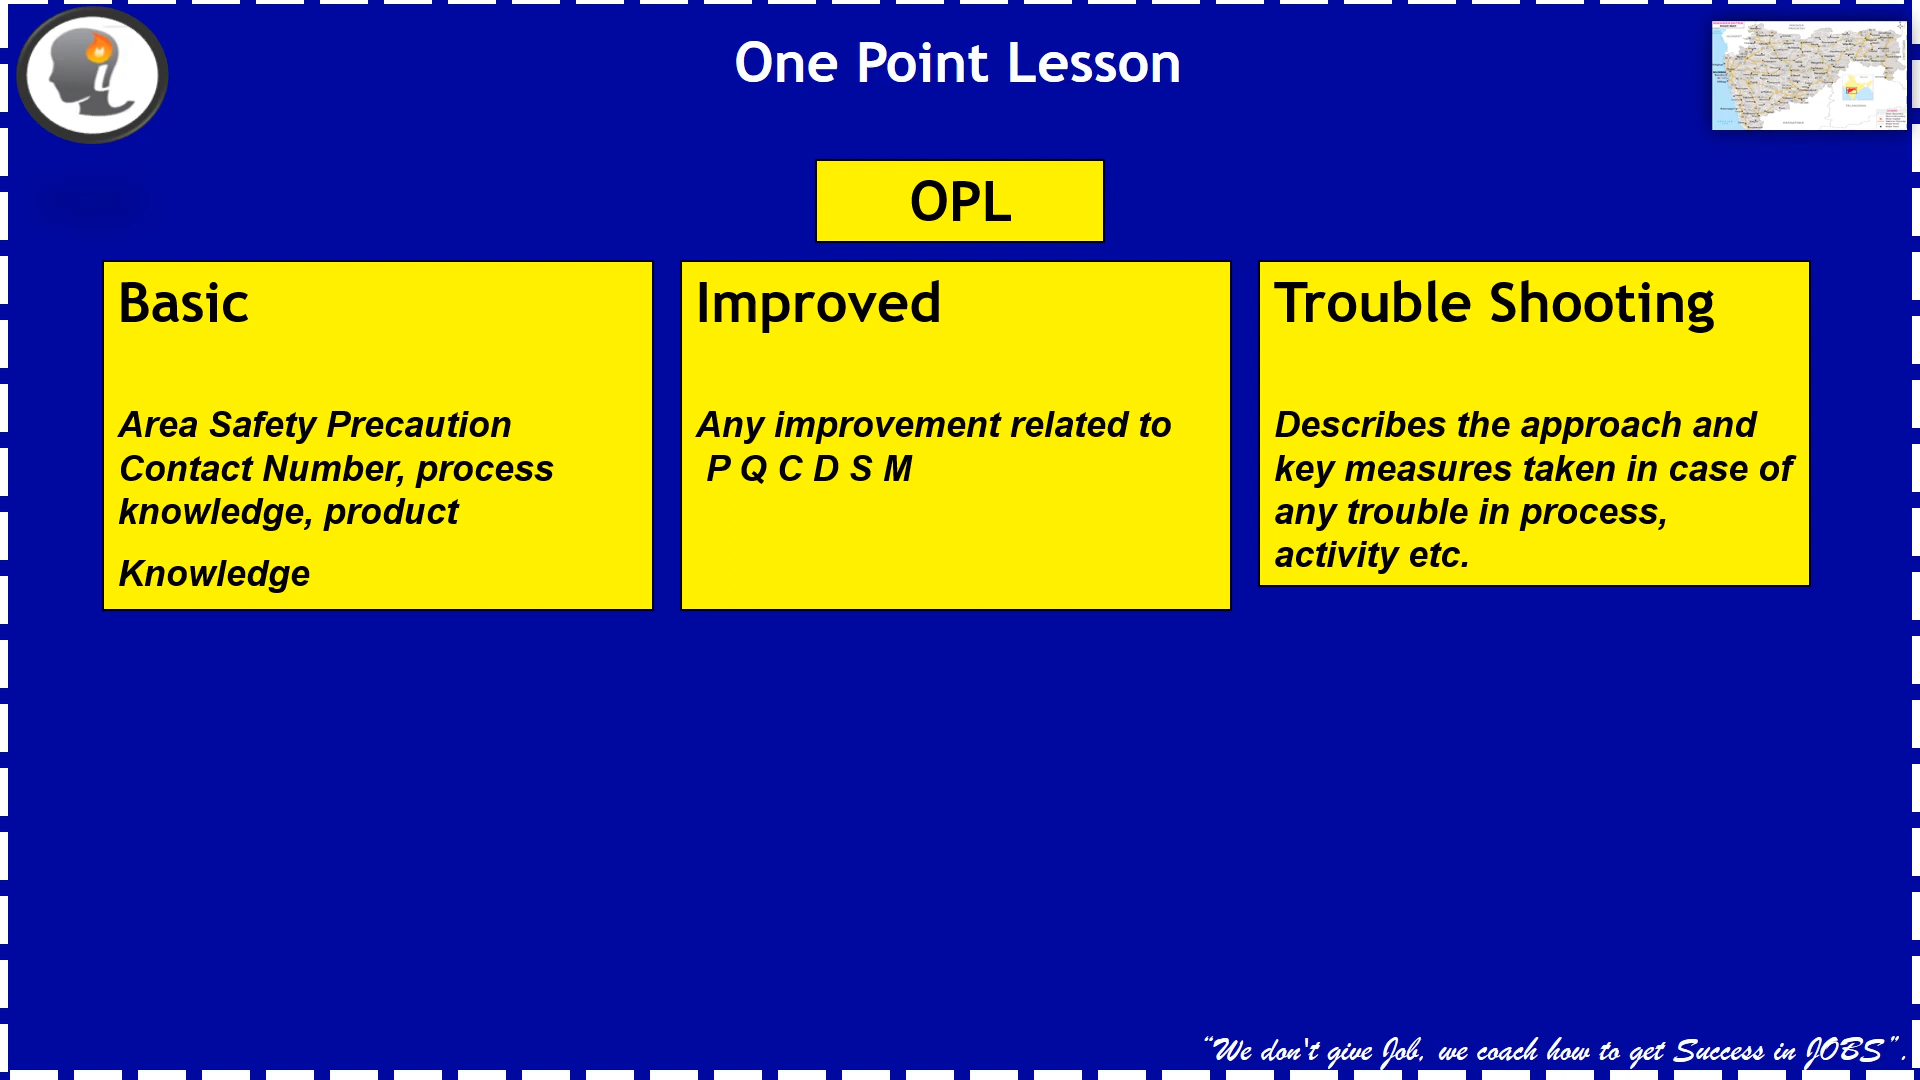 One Point Lesson
OPL
Basic
Area Safety Precaution
Contact Number, process
knowledge, product
Knowledge
Improved
Any improvement related to
P Q C D S M
Trouble Shooting
Describes the approach and
key measures taken in case of
any trouble in process,
activity etc.
“We don't give Job, we coach how to get Success in JOBS”.